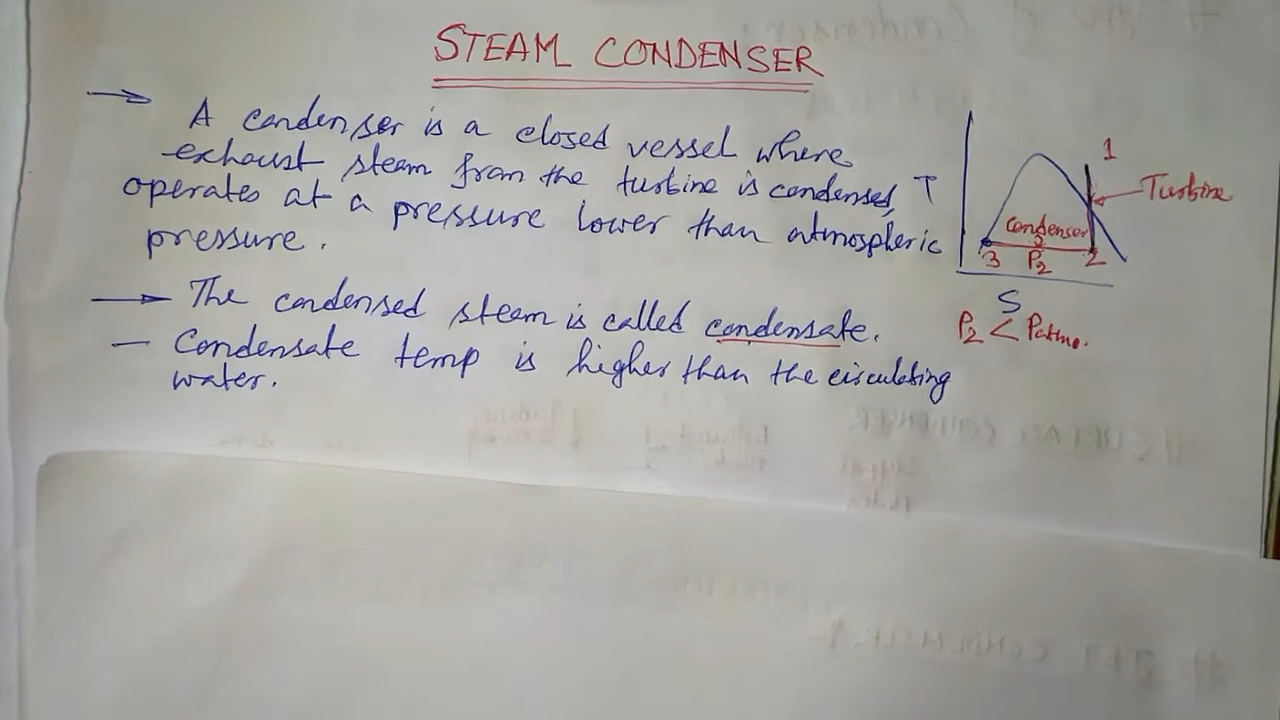 STEAM CONDENSER
→ A condenser is a closed vessel where
exhaust steam from the turbine is condensed,
operates at a pressure lower than atmospheric
pressure.
→ The condensed steam is called condensate.
— Condensate temp is higher than the circulating
water.
T
1
Turbine
Condenser
3
P2
2
S
P2 < Patmo.